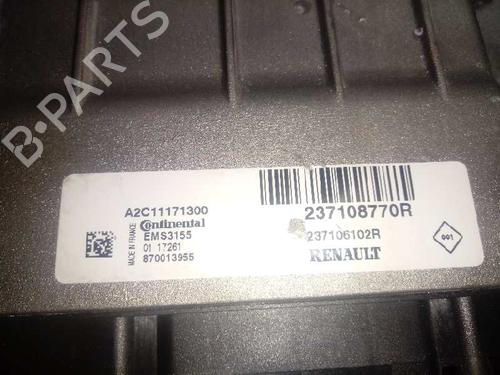 B-PARTS
A2C11171300
Continental
EMS3155
01 17261
870013955
MADE IN FRANCE
237108770R
237106102R
RENAULT
001